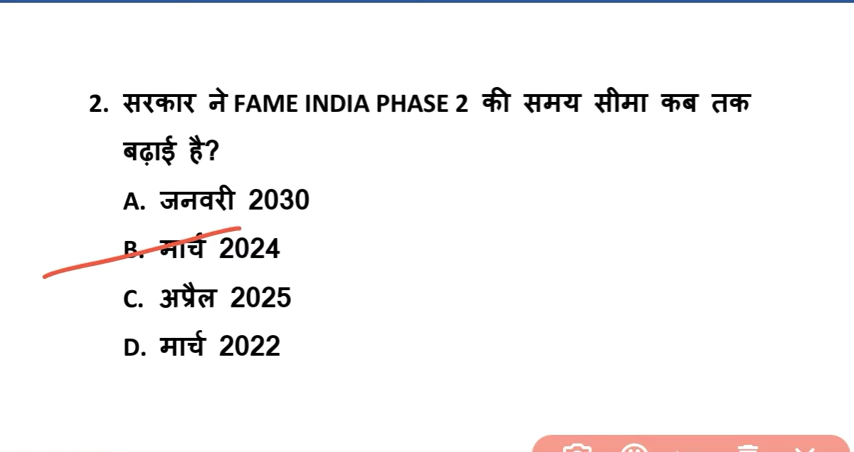 2. सरकार ने FAME INDIA PHASE 2 की समय सीमा कब तक
बढ़ाई है?
A. जनवरी 2030
B. मार्च 2024
C. अप्रैल 2025
D. मार्च 2022